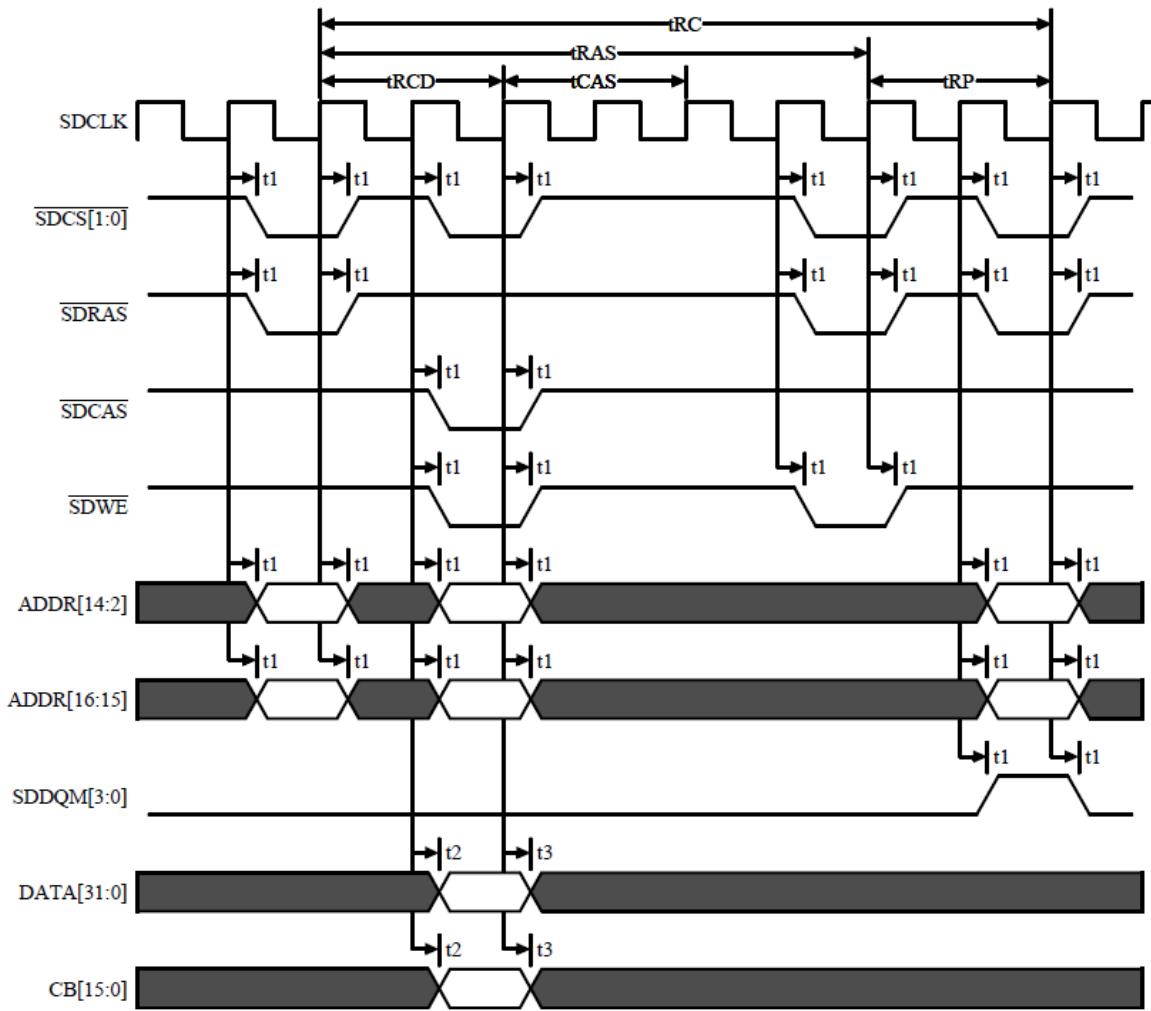 tRC
tRAS
tRCD tCAS tRP
SDCLK
t1 t1 t1 t1 t1 t1 t1 t1
SDCS[1:0]
t1 t1 t1 t1 t1 t1
SDRAS
t1 t1
SDCAS
t1 t1 t1 t1
SDWE
t1 t1 t1 t1 t1 t1
ADDR[14:2]
t1 t1 t1 t1 t1 t1
ADDR[16:15]
t1 t1
SDDQM[3:0]
t2 t3
DATA[31:0]
t2 t3
CB[15:0]